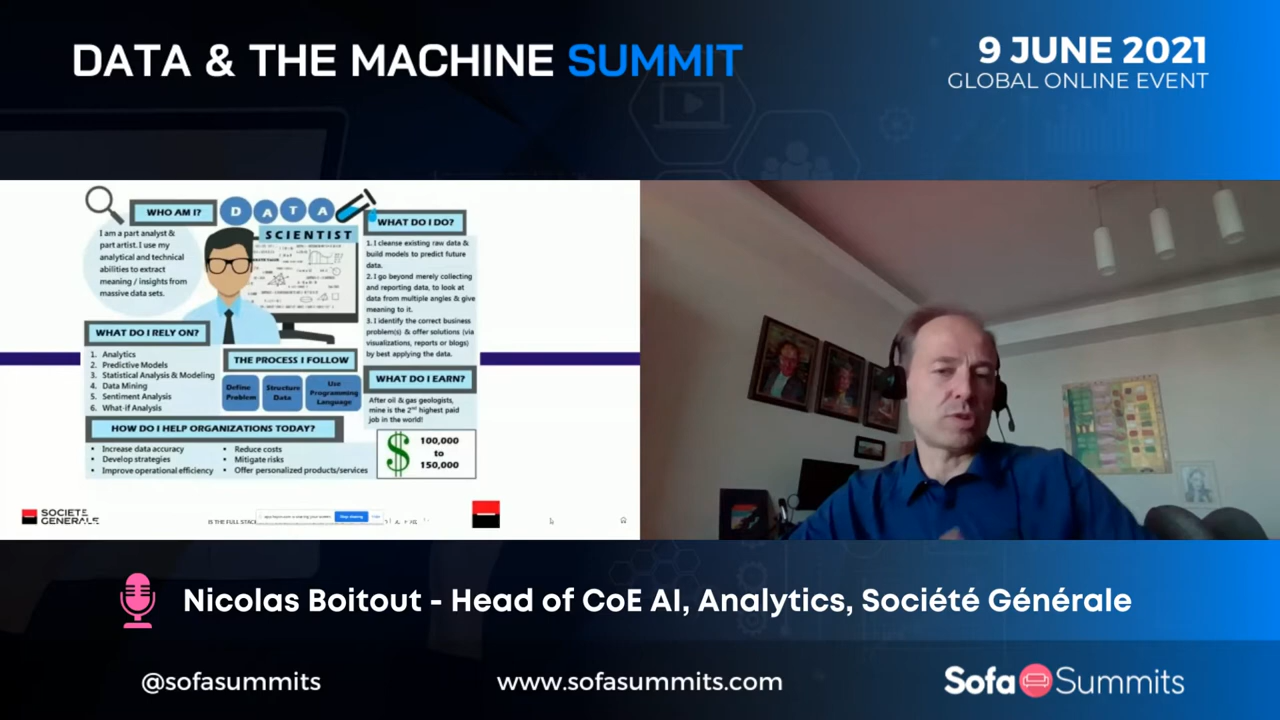 DATA & THE MACHINE SUMMIT
9 JUNE 2021
GLOBAL ONLINE EVENT
WHO AM I?
DATA
SCIENTIST
I am a part analyst &
part artist. I use my
analytical and technical
abilities to extract
meaning / insights from
massive data sets.
WHAT DO I DO?
1. I cleanse existing raw data &
build models to predict future
data.
2. I go beyond merely collecting
and reporting data, to look at
data from multiple angles & give
meaning to it.
3. I identify the correct business
problem(s) & offer solutions (via
visualizations, reports or blogs)
by best applying the data.
WHAT DO I RELY ON?
1. Analytics
2. Predictive Models
3. Statistical Analysis & Modeling
4. Data Mining
5. Sentiment Analysis
6. What-if Analysis
THE PROCESS I FOLLOW
Define
Problem
Structure
Data
Use
Programming
Language
WHAT DO I EARN?
After oil & gas geologists,
mine is the 2nd highest paid
job in the world!
$
100,000
to
150,000
HOW DO I HELP ORGANIZATIONS TODAY?
• Increase data accuracy
• Develop strategies
• Improve operational efficiency
• Reduce costs
• Mitigate risks
• Offer personalized products/services
SOCIETE
GENERALE
IS THE FULL STACK
Stop sharing
Nicolas Boitout - Head of CoE AI, Analytics, Société Générale
@sofasummits
www.sofasummits.com
Sofa Summits